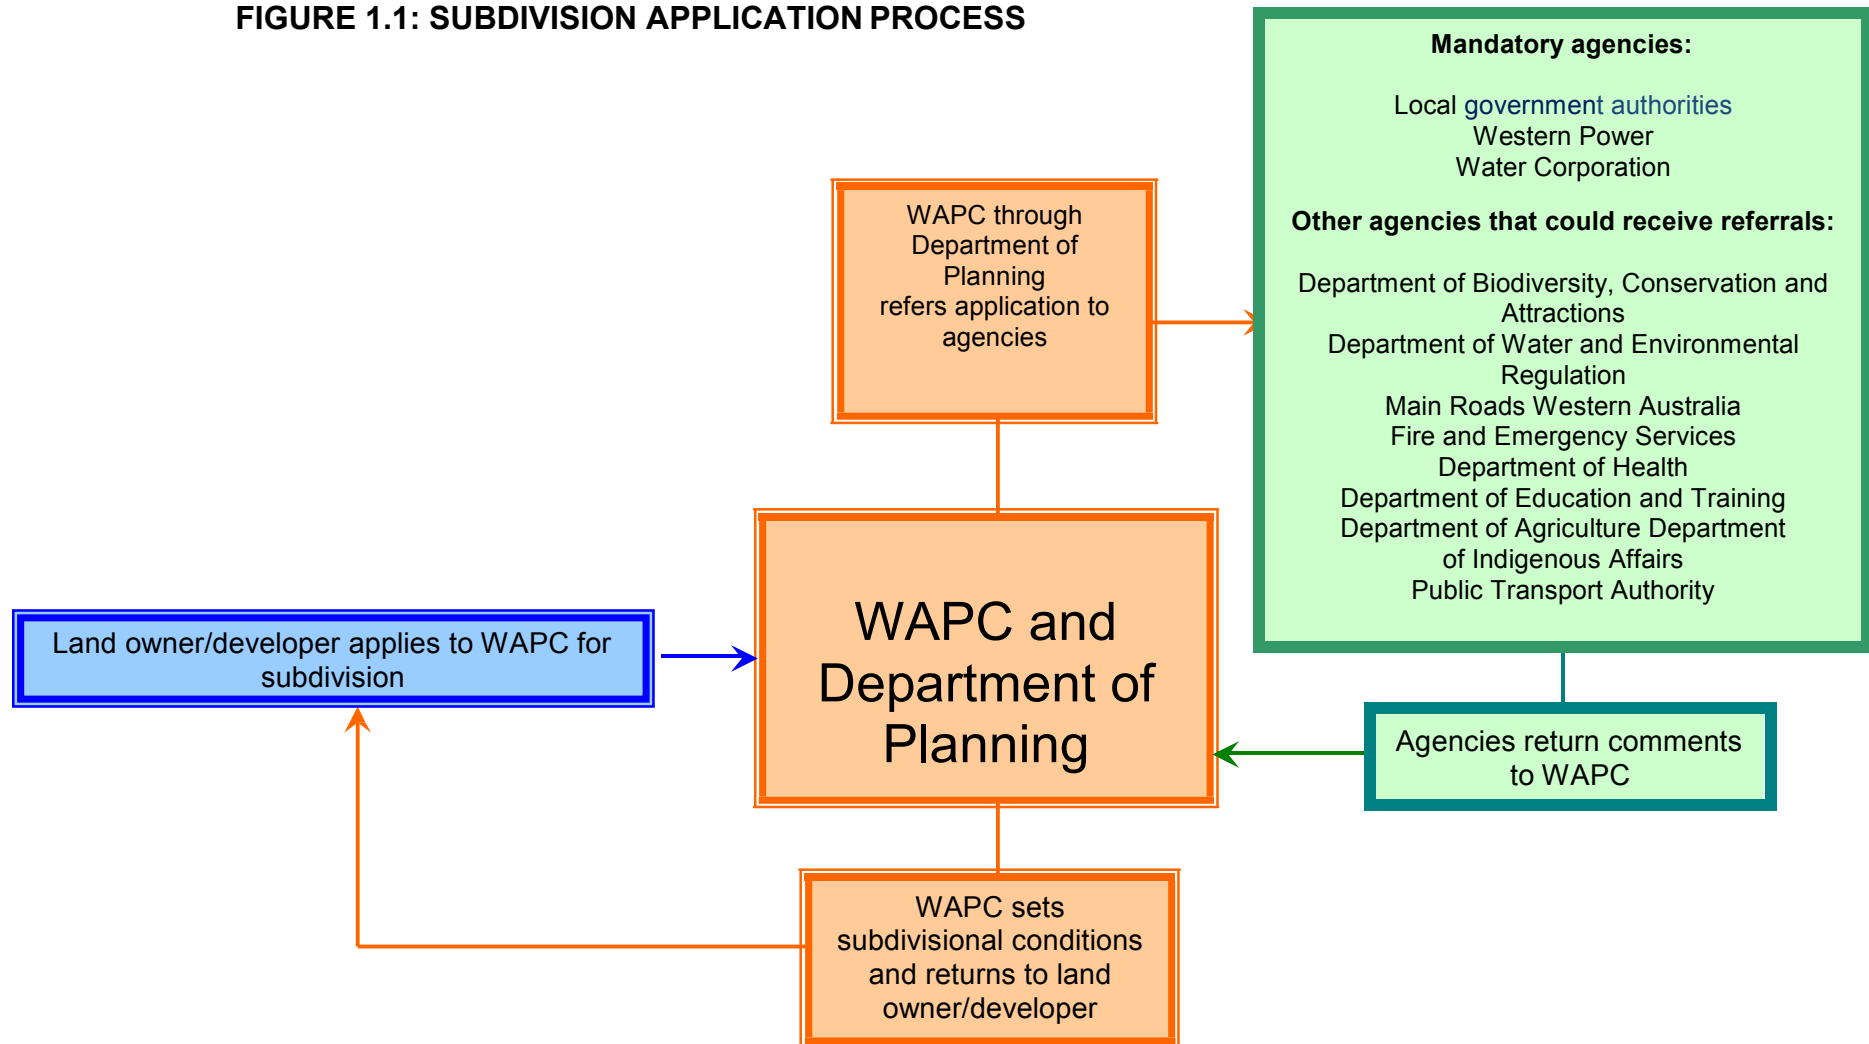 FIGURE 1.1: SUBDIVISION APPLICATION PROCESS
Mandatory agencies:
Local government authorities
Western Power
Water Corporation
Other agencies that could receive referrals:
Department of Biodiversity, Conservation and
Attractions
Department of Water and Environmental
Regulation
Main Roads Western Australia
Fire and Emergency Services
Department of Health
Department of Education and Training
Department of Agriculture Department
of Indigenous Affairs
Public Transport Authority
WAPC through
Department of
Planning
refers application to
agencies
Land owner/developer applies to WAPC for
subdivision
WAPC and
Department of
Planning
Agencies return comments
to WAPC
WAPC sets
subdivisional conditions
and returns to land
owner/developer